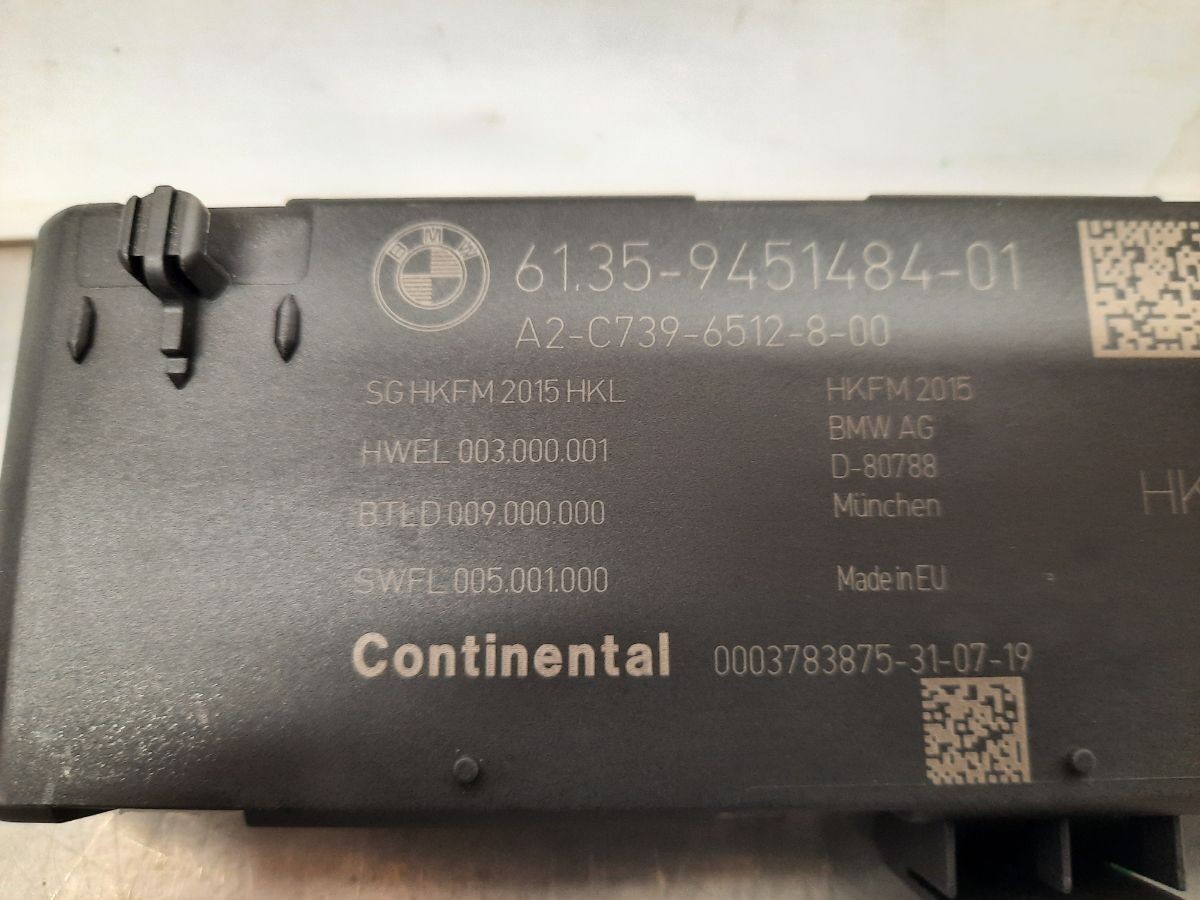 BMW
61.35-9451484-01
A2-C739-6512-8-00
SG HKFM 2015 HKL
HWEL 003.000.001
BTLD 009.000.000
SWFL 005.001.000
HKFM 2015
BMW AG
D-80788
München
Made in EU
HK
Continental
0003783875-31-07-19